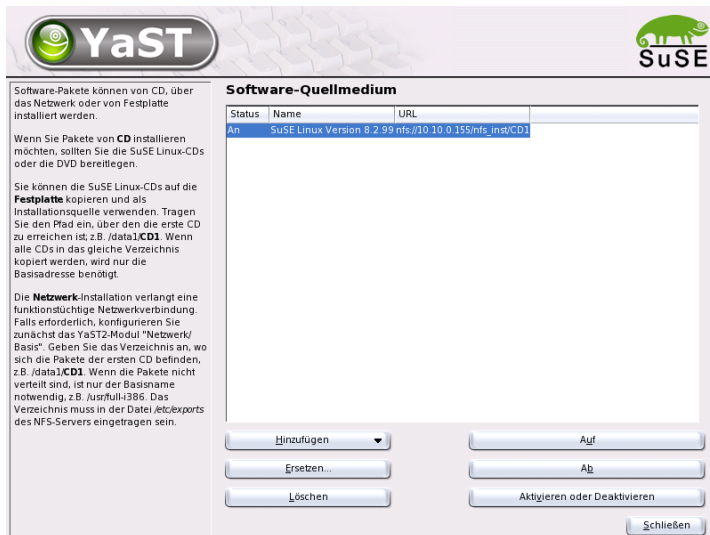 YaST
SuSE
Software-Pakete können von CD, über
das Netzwerk oder von Festplatte
installiert werden.
Wenn Sie Pakete von CD installieren
möchten, sollten Sie die SuSE Linux-CDs
oder die DVD bereitlegen.
Sie können die SuSE Linux-CDs auf die
Festplatte kopieren und als
Installationsquelle verwenden. Tragen
Sie den Pfad ein, über den die erste CD
zu erreichen ist; z.B. /data1/CD1. Wenn
alle CDs in das gleiche Verzeichnis
kopiert werden, wird nur die
Basisadresse benötigt.
Die Netzwerk-Installation verlangt eine
funktionstüchtige Netzwerkverbindung.
Falls erforderlich, konfigurieren Sie
zunächst das YaST2-Modul "Netzwerk/
Basis". Geben Sie das Verzeichnis an, wo
sich die Pakete der ersten CD befinden,
z.B. /data1/CD1. Wenn die Pakete nicht
verteilt sind, ist nur der Basisname
notwendig, z.B. /usr/full-i386. Das
Verzeichnis muss in der Datei /etc/exports
des NFS-Servers eingetragen sein.
Software-Quellmedium
Status Name URL
An SuSE Linux Version 8.2.99 nfs://10.10.0.155/nfs_inst/CD1
Hinzufügen Auf
Ersetzen... Ab
Löschen Aktivieren oder Deaktivieren
Schließen